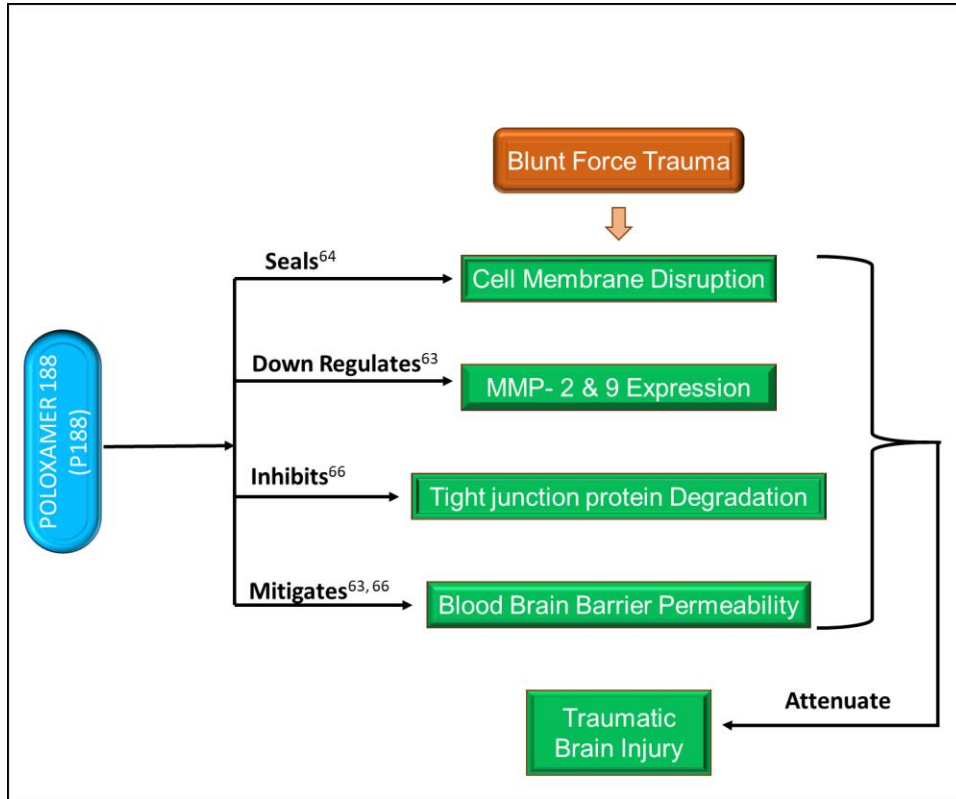 Blunt Force Trauma
Seals64
Cell Membrane Disruption
Down Regulates63
MMP- 2 & 9 Expression
POLOXAMER 188
(P188)
Inhibits66
Tight junction protein Degradation
Mitigates63, 66
Blood Brain Barrier Permeability
Attenuate
Traumatic
Brain Injury